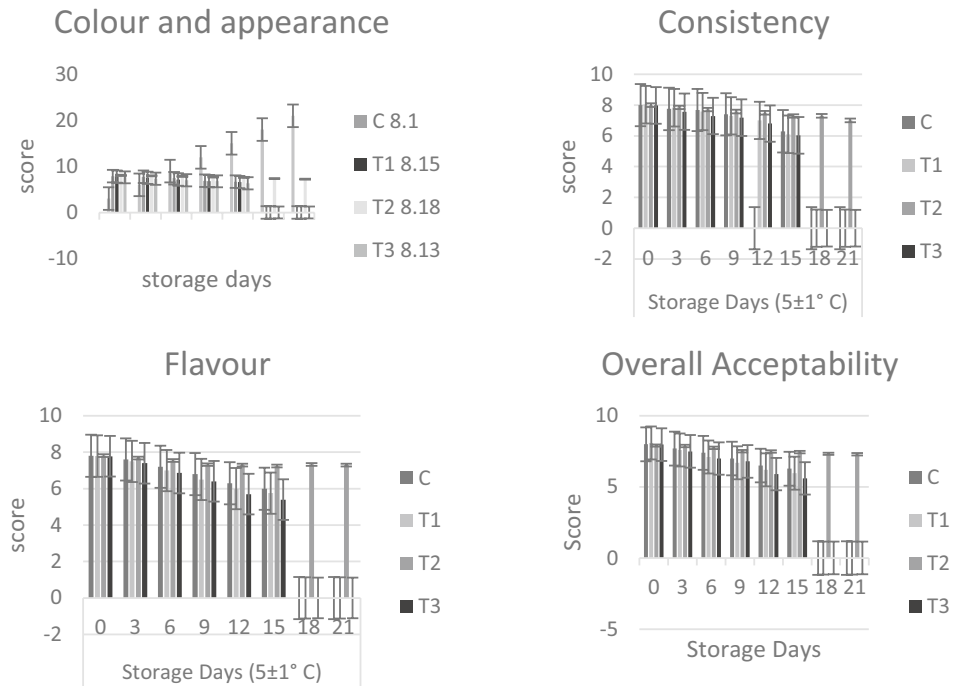 Colour and appearance
30
20
10
0
-10
score
storage days
C 8.1
T1 8.15
T2 8.18
T3 8.13
Consistency
10
8
6
4
2
0
-2
score
0 3 6 9 12 15 18 21
Storage Days (5±1° C)
C
T1
T2
T3
Flavour
10
8
6
4
2
0
-2
score
0 3 6 9 12 15 18 21
Storage Days (5±1° C)
C
T1
T2
T3
Overall Acceptability
10
5
0
-5
Score
0 3 6 9 12 15 18 21
Storage Days
C
T1
T2
T3